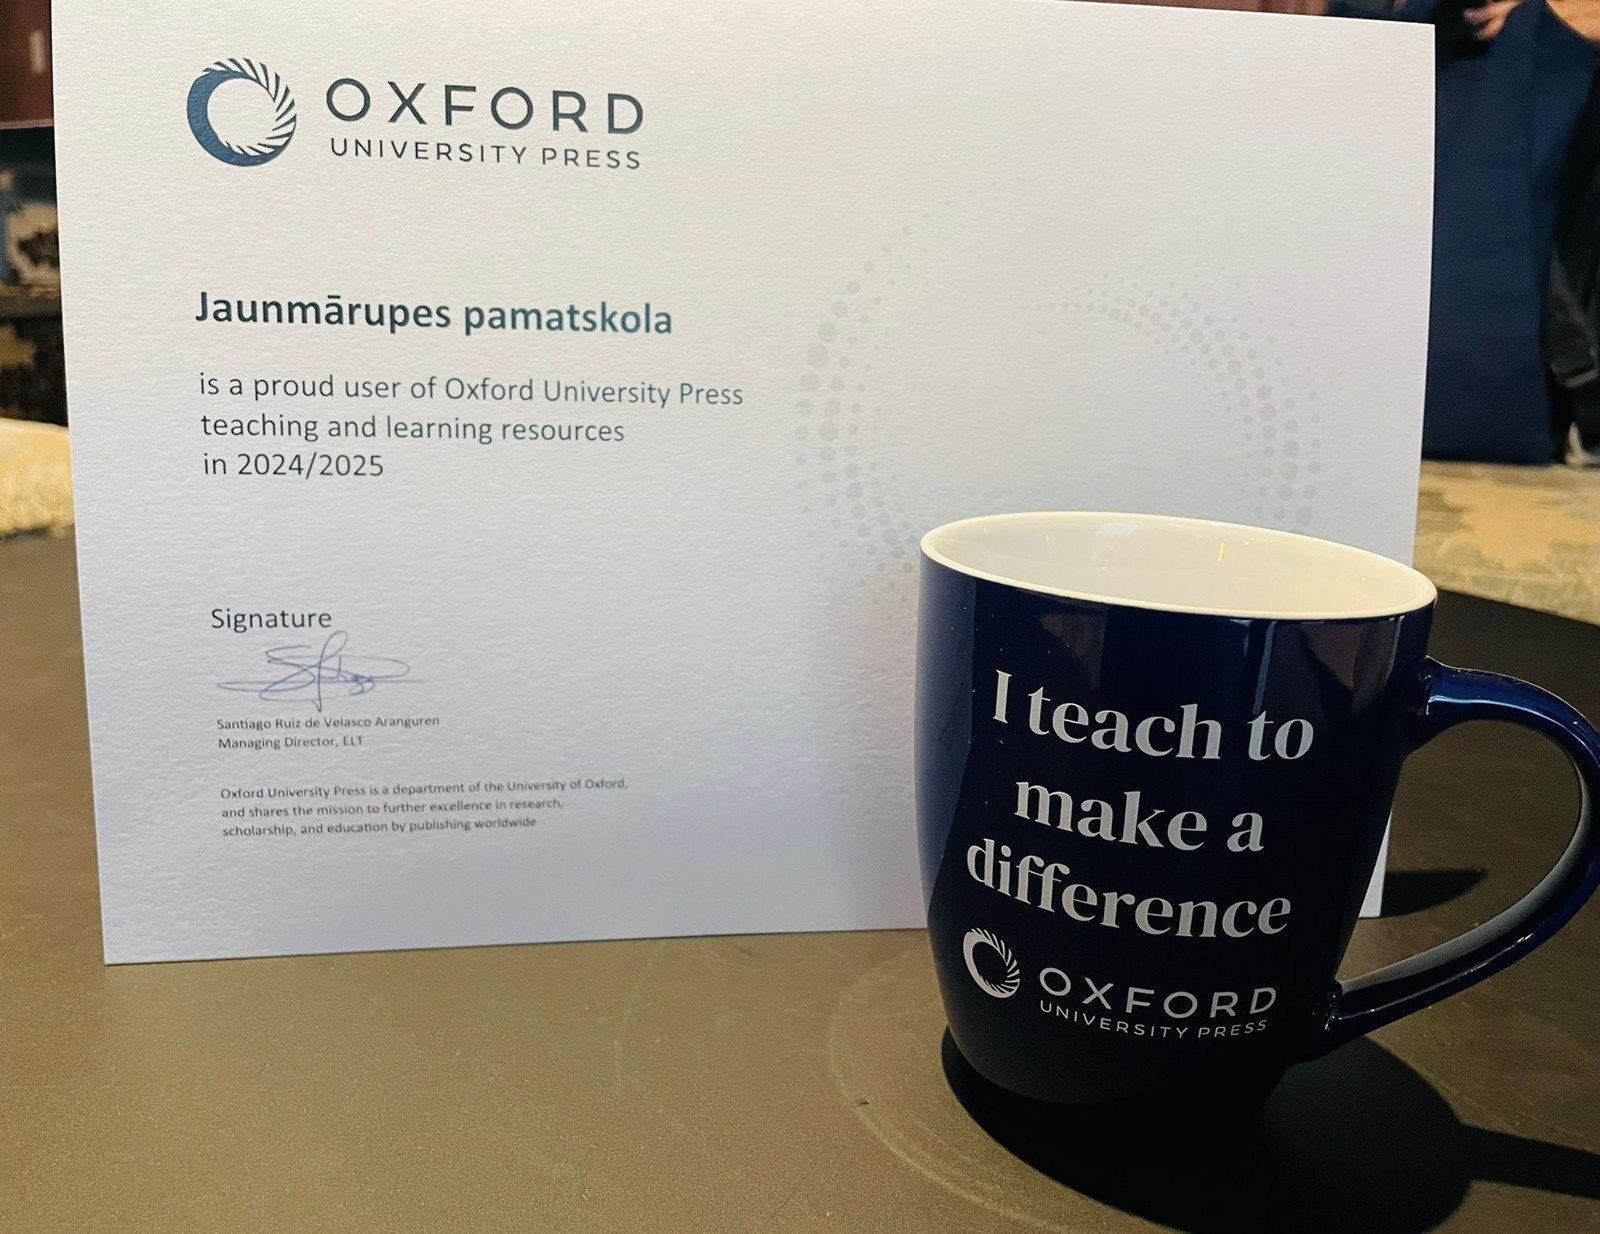 OXFORD
UNIVERSITY PRESS
Jaunmārupes pamatskola
is a proud user of Oxford University Press
teaching and learning resources
in 2024/2025
Signature
Santiago Ruiz de Velasco Aranguren
Managing Director, ELT
Oxford University Press is a department of the University of Oxford,
and shares the mission to further excellence in research,
scholarship, and education by publishing worldwide
I teach to
make a
difference
OXFORD
UNIVERSITY PRESS